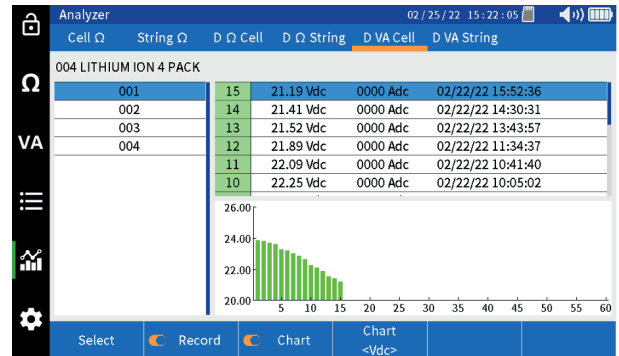 Analyzer 02/25/22 15:22:05
Cell Ω String Ω D Ω Cell D Ω String D VA Cell D VA String
004 LITHIUM ION 4 PACK
Ω
VA
001
002
003
004
15 21.19 Vdc 0000 Adc 02/22/22 15:52:36
14 21.41 Vdc 0000 Adc 02/22/22 14:30:31
13 21.52 Vdc 0000 Adc 02/22/22 13:43:57
12 21.89 Vdc 0000 Adc 02/22/22 11:34:37
11 22.09 Vdc 0000 Adc 02/22/22 10:41:40
10 22.25 Vdc 0000 Adc 02/22/22 10:05:02
26.00
24.00
22.00
20.00
5 10 15 20 25 30 35 40 45 50 55 60
Select Record Chart Chart
<Vdc>